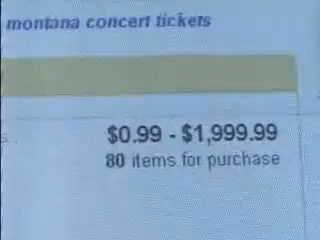 montana concert tickets
$0.99 - $1,999.99
80 items for purchase